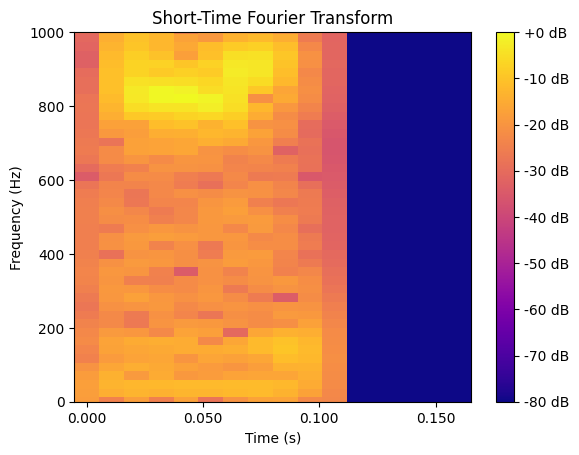 Short-Time Fourier Transform
1000
800
600
400
200
0
Frequency (Hz)
0.000
0.050
0.100
0.150
Time (s)
+0 dB
-10 dB
-20 dB
-30 dB
-40 dB
-50 dB
-60 dB
-70 dB
-80 dB